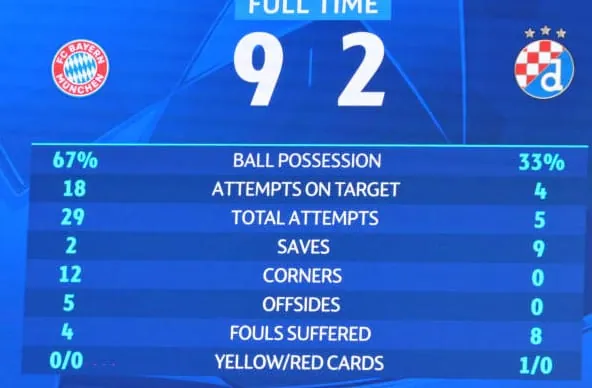 FULL TIME
9 2
FC BAYERN
MÜNCHEN
d
67% BALL POSSESSION 33%
18 ATTEMPTS ON TARGET 4
29 TOTAL ATTEMPTS 5
2 SAVES 9
12 CORNERS 0
5 OFFSIDES 0
4 FOULS SUFFERED 8
0/0 YELLOW/RED CARDS 1/0